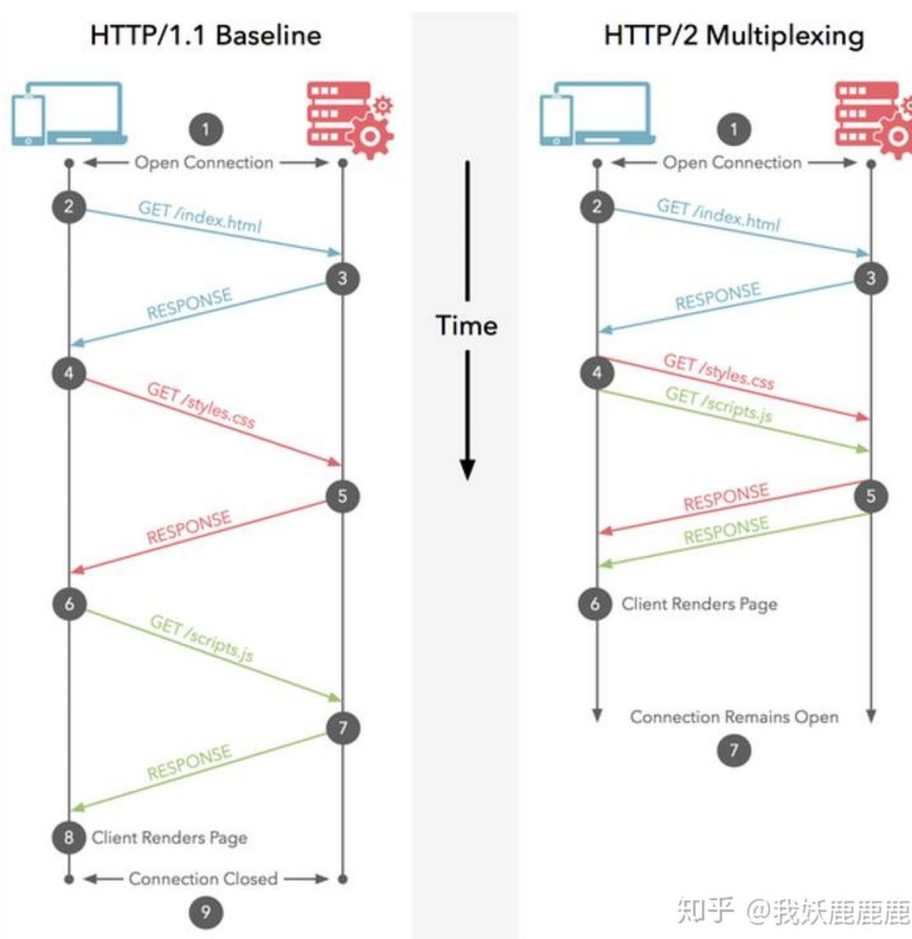 HTTP/1.1 Baseline
1
Open Connection
2
GET /index.html
3
RESPONSE
4
GET /styles.css
5
RESPONSE
6
GET /scripts.js
7
RESPONSE
8 Client Renders Page
Connection Closed
9
Time
HTTP/2 Multiplexing
1
Open Connection
2
GET /index.html
3
RESPONSE
4
GET /styles.css
GET /scripts.js
5
RESPONSE
RESPONSE
6 Client Renders Page
Connection Remains Open
7
知乎 @我妖鹿鹿鹿